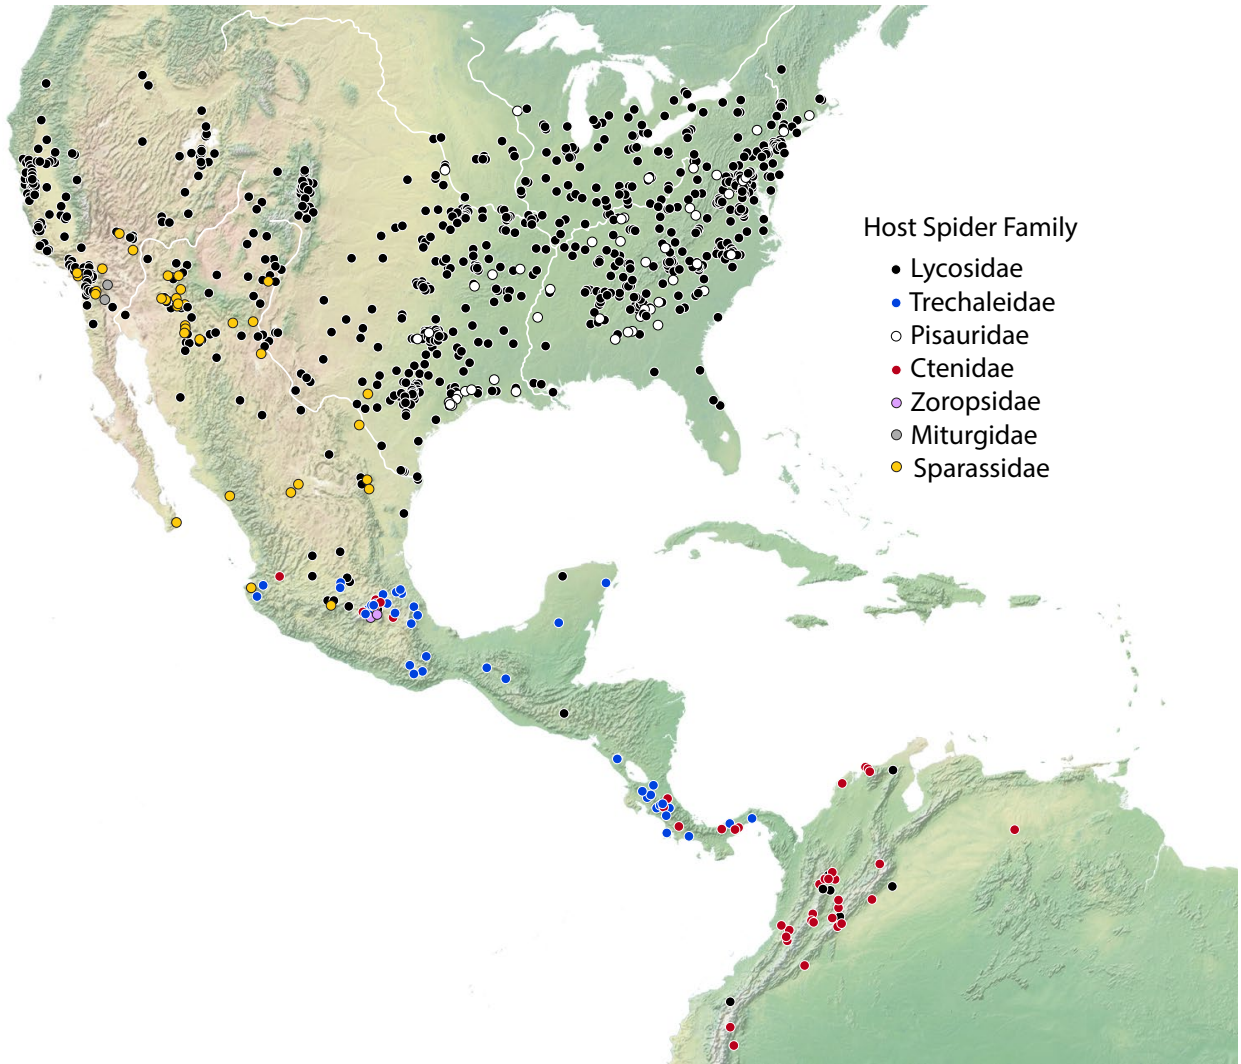 Host Spider Family
Lycosidae
Trechaleidae
Pisauridae
Ctenidae
Zoropsidae
Miturgidae
Sparassidae